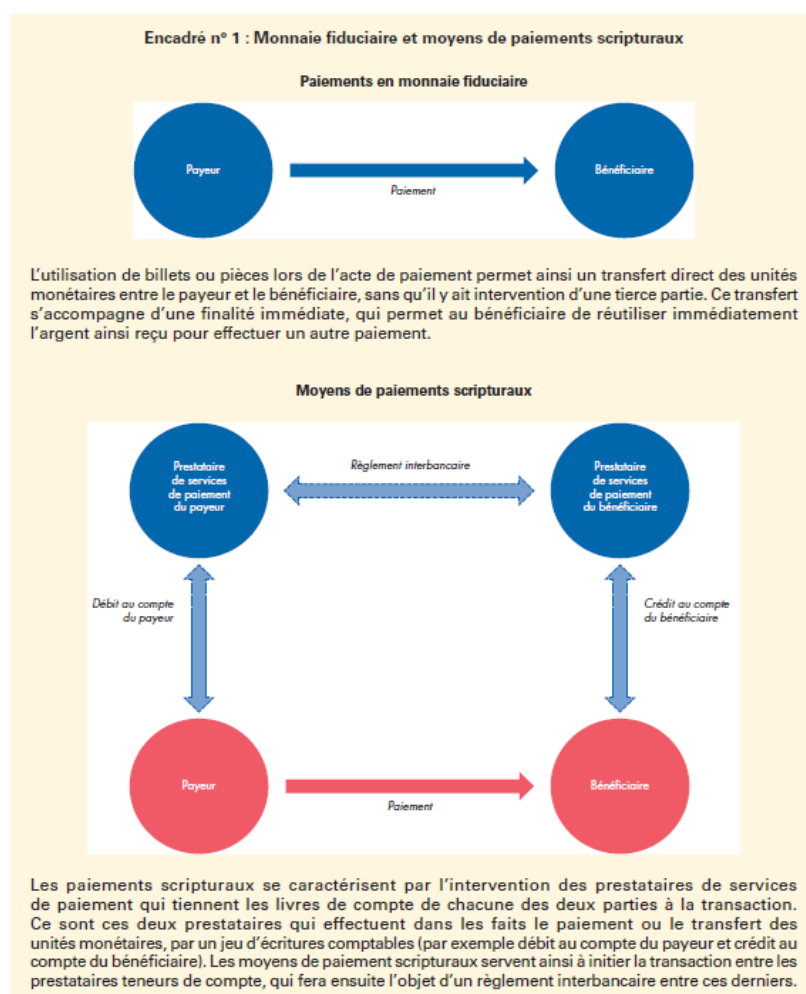 Encadré n° 1 : Monnaie fiduciaire et moyens de paiements scripturaux
Paiements en monnaie fiduciaire
Payeur
Paiement
Bénéficiaire
L'utilisation de billets ou pièces lors de l'acte de paiement permet ainsi un transfert direct des unités
monétaires entre le payeur et le bénéficiaire, sans qu'il y ait intervention d'une tierce partie. Ce transfert
s'accompagne d'une finalité immédiate, qui permet au bénéficiaire de réutiliser immédiatement
l'argent ainsi reçu pour effectuer un autre paiement.
Moyens de paiements scripturaux
Prestataire
de services
de paiement
du payeur
Règlement interbancaire
Prestataire
de services
de paiement
du bénéficiaire
Débit au compte
du payeur
Crédit au compte
du bénéficiaire
Payeur
Paiement
Bénéficiaire
Les paiements scripturaux se caractérisent par l'intervention des prestataires de services
de paiement qui tiennent les livres de compte de chacune des deux parties à la transaction.
Ce sont ces deux prestataires qui effectuent dans les faits le paiement ou le transfert des
unités monétaires, par un jeu d'écritures comptables (par exemple débit au compte du payeur et crédit au
compte du bénéficiaire). Les moyens de paiement scripturaux servent ainsi à initier la transaction entre les
prestataires teneurs de compte, qui fera ensuite l'objet d'un règlement interbancaire entre ces derniers.